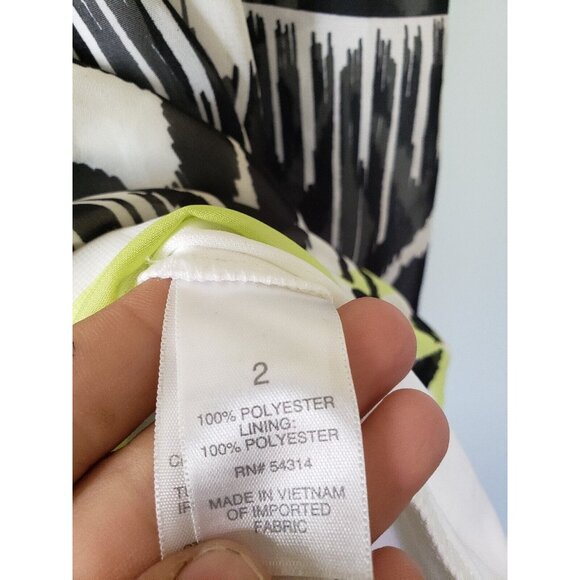 2
100% POLYESTER
LINING:
100% POLYESTER
RN# 54314
MADE IN VIETNAM
OF IMPORTED
FABRIC